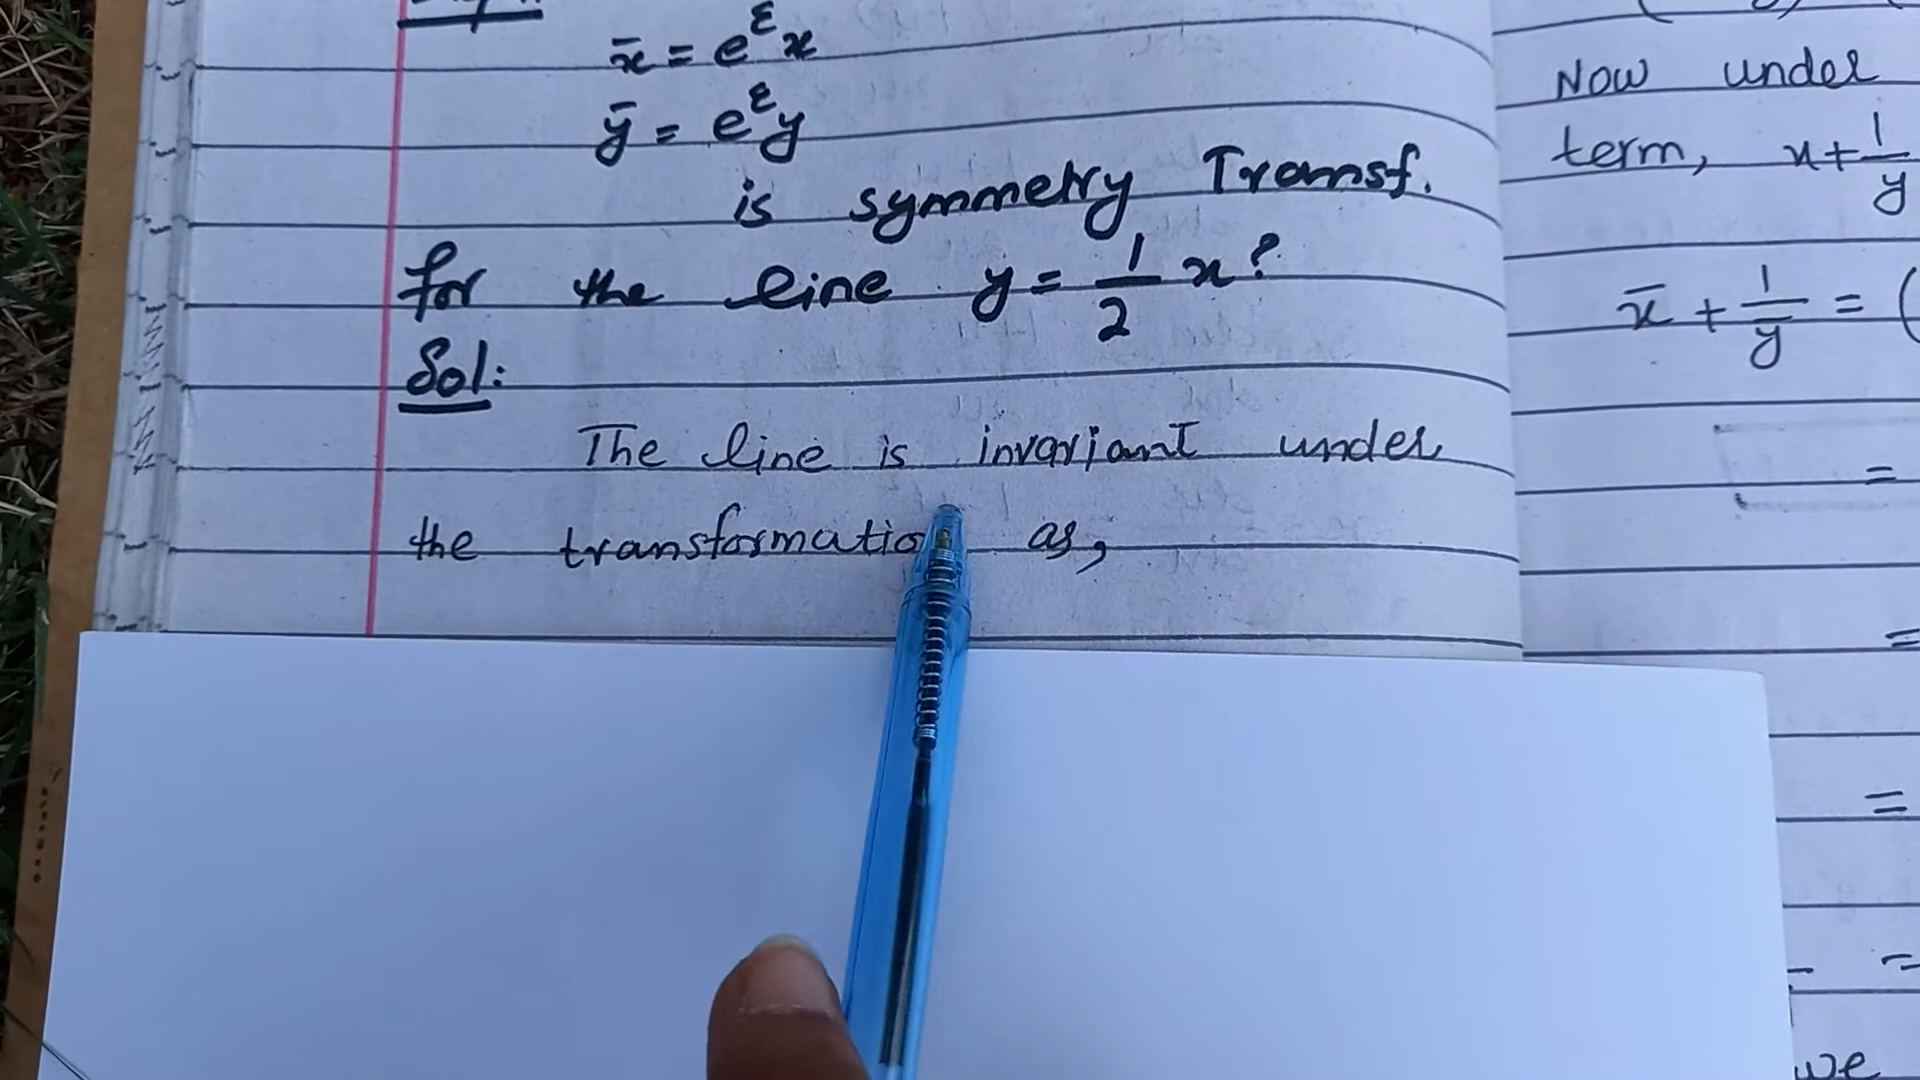 x̄ = e^ε x
ȳ = e^ε y
is symmetry Transf.
for the line y = 1/2 x?
Sol:
The line is invariant under
the transformation as,
Now under
term, x+1/y
x̄ + 1/y = (
=
=
=
=
we